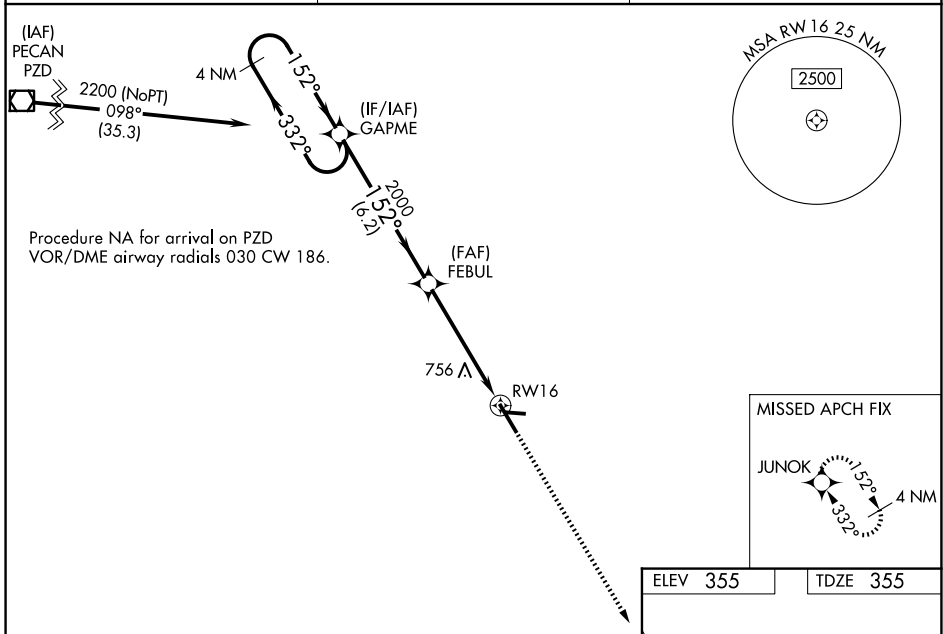 (IAF)
PECAN
PZD
2200 (NoPT)
098°
(35.3)
4 NM
152°
332°
(IF/IAF)
GAPME
2000
152°
(6.2)
Procedure NA for arrival on PZD
VOR/DME airway radials 030 CW 186.
(FAF)
FEBUL
756
RW16
MSA RW 16 25 NM
2500
MISSED APCH FIX
JUNOK
152°
4 NM
332°
ELEV 355
TDZE 355